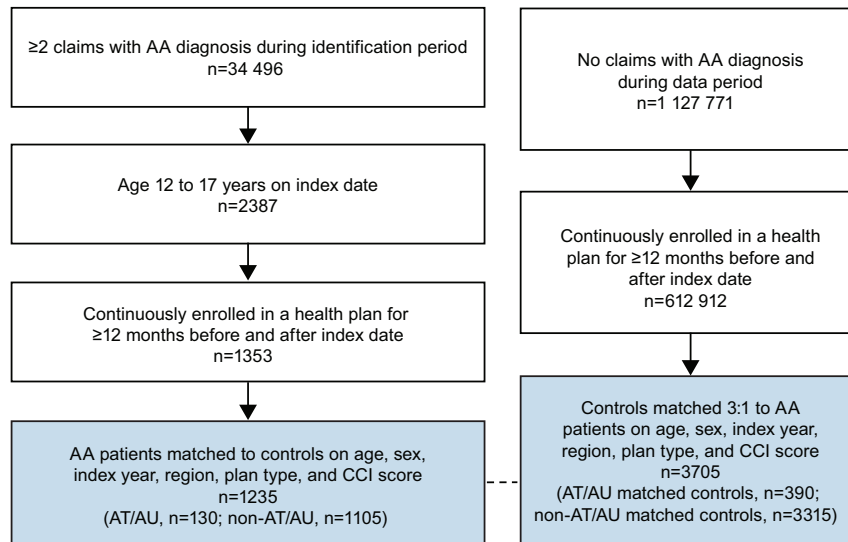 ≥2 claims with AA diagnosis during identification period
n=34 496
Age 12 to 17 years on index date
n=2387
Continuously enrolled in a health plan for
≥12 months before and after index date
n=1353
AA patients matched to controls on age, sex,
index year, region, plan type, and CCI score
n=1235
(AT/AU, n=130; non-AT/AU, n=1105)
No claims with AA diagnosis
during data period
n=1 127 771
Continuously enrolled in a health
plan for ≥12 months before and
after index date
n=612 912
Controls matched 3:1 to AA
patients on age, sex, index year,
region, plan type, and CCI score
n=3705
(AT/AU matched controls, n=390;
non-AT/AU matched controls, n=3315)